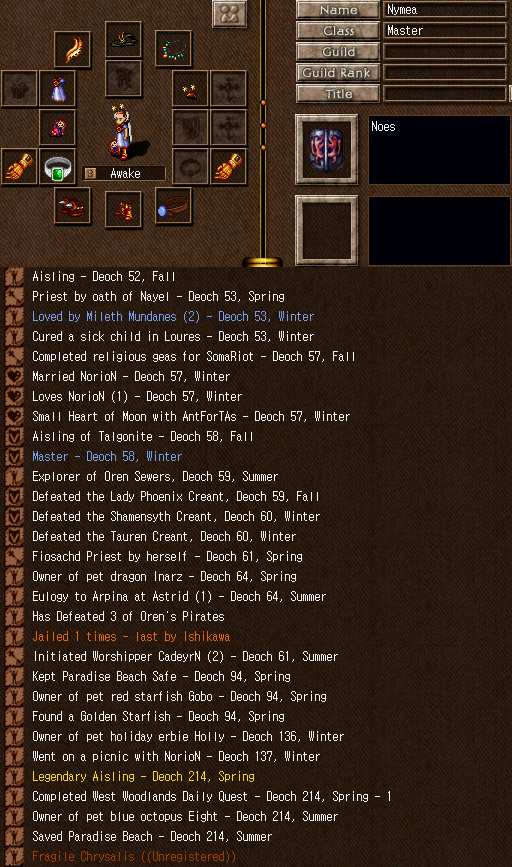 Name Nymea
Class Master
Guild
Guild Rank
Title
Noes
Awake
Aisling - Deoch 52, Fall
Priest by oath of Nayel - Deoch 53, Spring
Loved by Mileth Mundanes (2) - Deoch 53, Winter
Cured a sick child in Loures - Deoch 53, Winter
Completed religious geas for SomaRiot - Deoch 57, Fall
Married NorioN - Deoch 57, Winter
Loves NorioN (1) - Deoch 57, Winter
Small Heart of Moon with AntForTAs - Deoch 57, Winter
Aisling of Talgonite - Deoch 58, Fall
Master - Deoch 58, Winter
Explorer of Oren Sewers, Deoch 59, Summer
Defeated the Lady Phoenix Creant, Deoch 59, Fall
Defeated the Shamensyth Creant, Deoch 60, Winter
Defeated the Tauren Creant, Deoch 60, Winter
Fiosachd Priest by herself - Deoch 61, Spring
Owner of pet dragon Inarz - Deoch 64, Spring
Eulogy to Arpina at Astrid (1) - Deoch 64, Summer
Has Defeated 3 of Oren's Pirates
Jailed 1 times - last by Ishikawa
Initiated Worshipper CadeyrN (2) - Deoch 61, Summer
Kept Paradise Beach Safe - Deoch 94, Spring
Owner of pet red starfish Gobo - Deoch 94, Spring
Found a Golden Starfish - Deoch 94, Spring
Owner of pet holiday erbie Holly - Deoch 136, Winter
Went on a picnic with NorioN - Deoch 137, Winter
Legendary Aisling - Deoch 214, Spring
Completed West Woodlands Daily Quest - Deoch 214, Spring - 1
Owner of pet blue octopus Eight - Deoch 214, Summer
Saved Paradise Beach - Deoch 214, Summer
Fragile Chrysalis ((Unregistered))